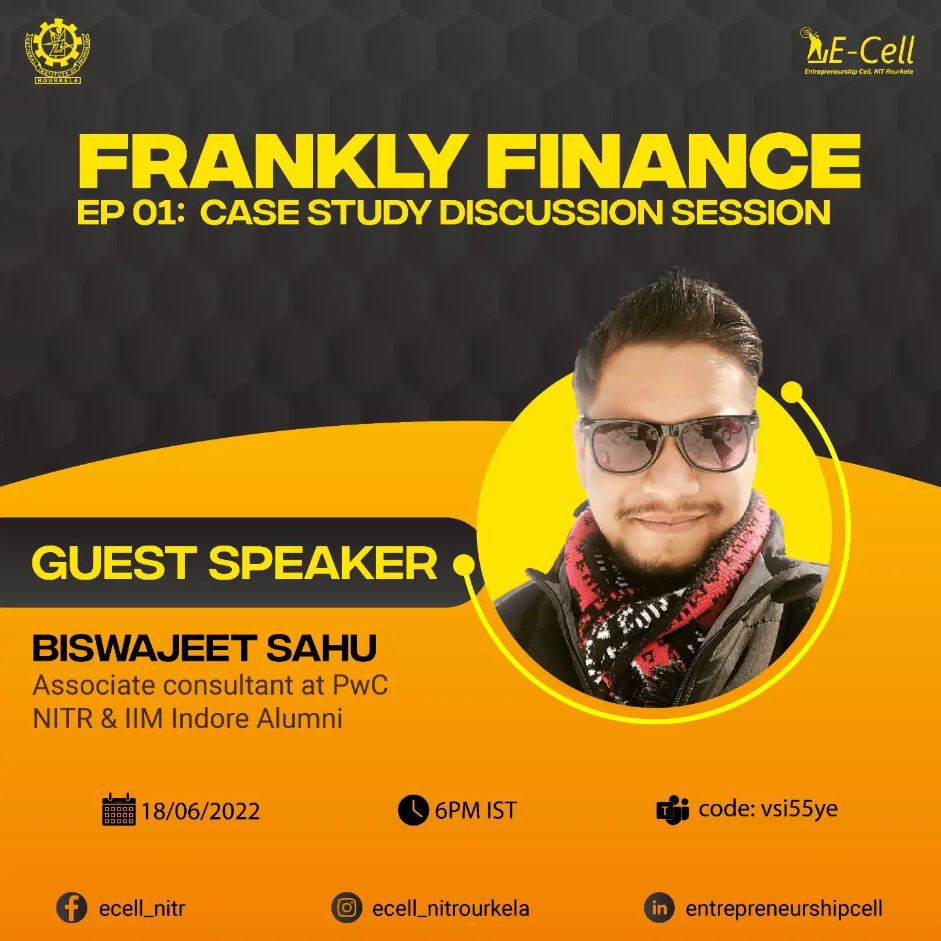 ROURKELA
E-Cell
Entrepreneurship Cell, NIT Rourkela
FRANKLY FINANCE
EP 01: CASE STUDY DISCUSSION SESSION
GUEST SPEAKER
BISWAJEET SAHU
Associate consultant at PwC
NITR & IIM Indore Alumni
18/06/2022
6PM IST
code: vsi55ye
ecell_nitr
ecell_nitrourkela
entrepreneurshipcell